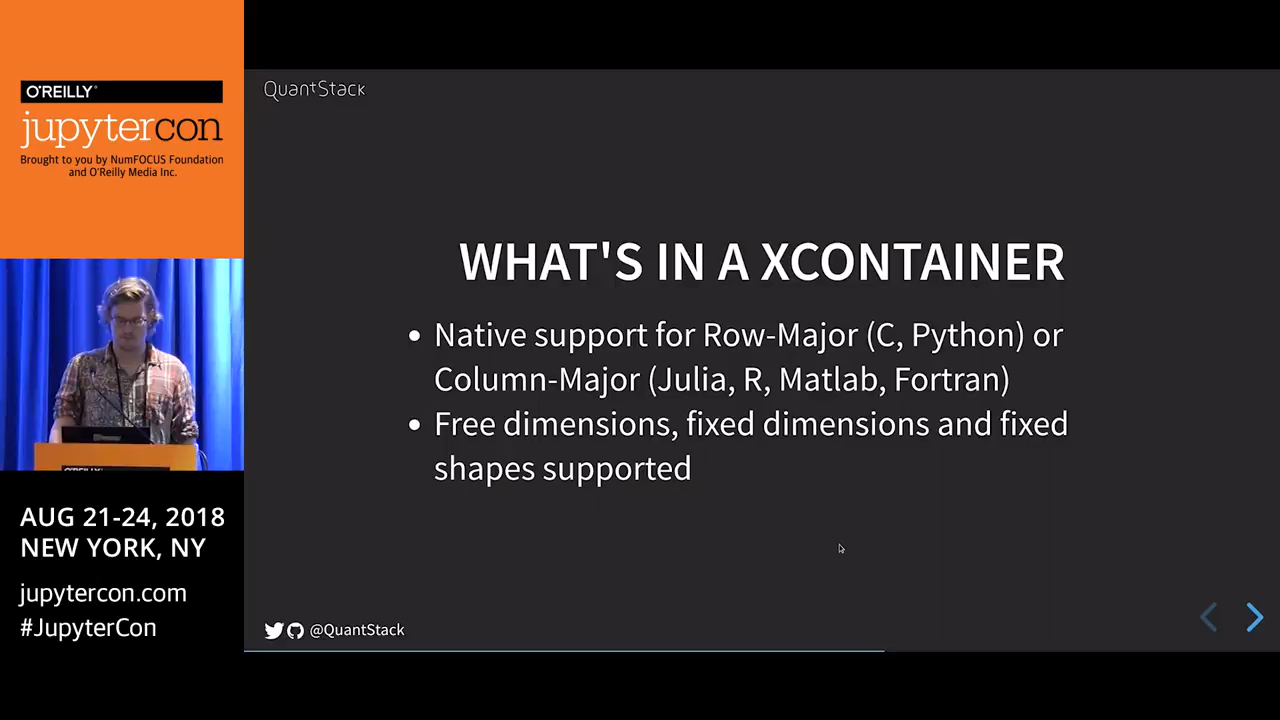 O'REILLY®
jupytercon
Brought to you by NumFOCUS Foundation
and O'Reilly Media Inc.
AUG 21-24, 2018
NEW YORK, NY
jupytercon.com
#JupyterCon
QuantStack
WHAT'S IN A XCONTAINER
• Native support for Row-Major (C, Python) or
Column-Major (Julia, R, Matlab, Fortran)
• Free dimensions, fixed dimensions and fixed
shapes supported
@QuantStack
O'REILLY